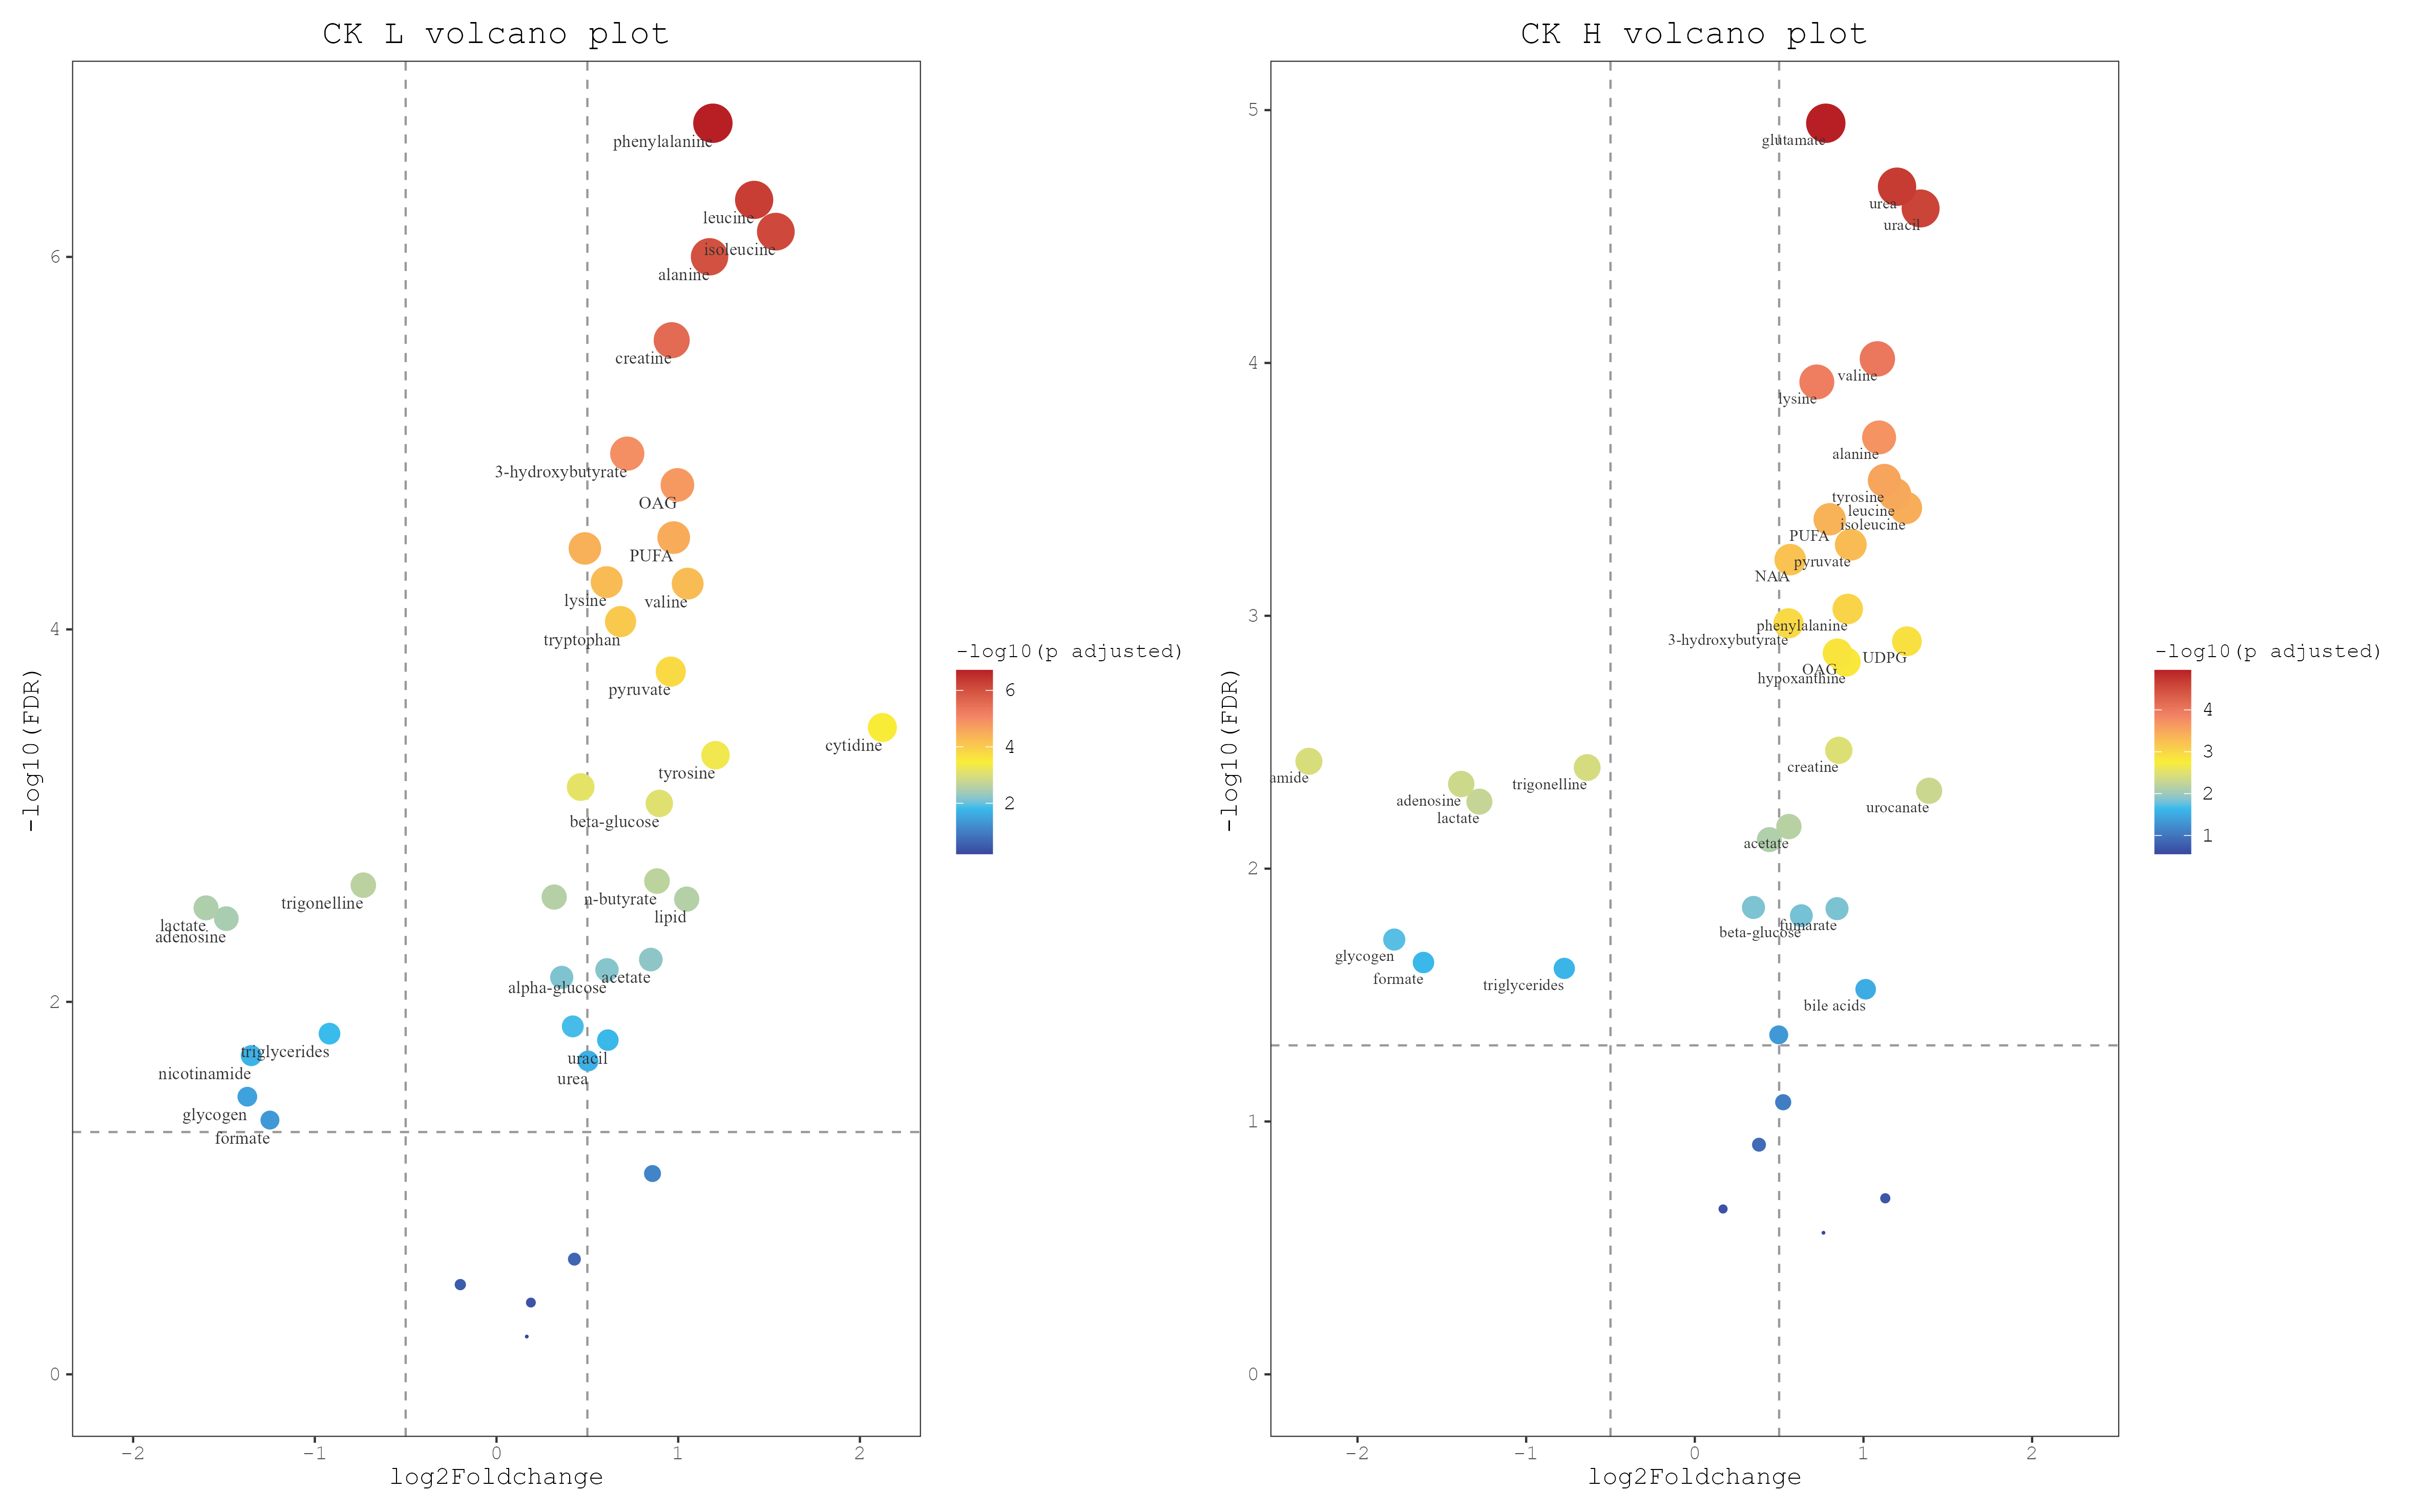 CK L volcano plot
phenylalanine
leucine
isoleucine
alanine
creatine
3-hydroxybutyrate
OAG
PUFA
lysine
valine
tryptophan
pyruvate
cytidine
tyrosine
beta-glucose
n-butyrate
lipid
trigonelline
lactate
adenosine
acetate
alpha-glucose
triglycerides
nicotinamide
uracil
urea
glycogen
formate
6
4
2
0
-2
-1
0
1
2
-log10(FDR)
log2Foldchange
-log10(p adjusted)
6
4
2
CK H volcano plot
glutamate
urea
uracil
valine
lysine
alanine
tyrosine
leucine
isoleucine
PUFA
pyruvate
NAA
phenylalanine
3-hydroxybutyrate
UDPG
OAG
hypoxanthine
creatine
amide
trigonelline
adenosine
lactate
urocanate
acetate
fumarate
beta-glucose
glycogen
formate
triglycerides
bile acids
5
4
3
2
1
0
-2
-1
0
1
2
-log10(FDR)
log2Foldchange
-log10(p adjusted)
4
3
2
1